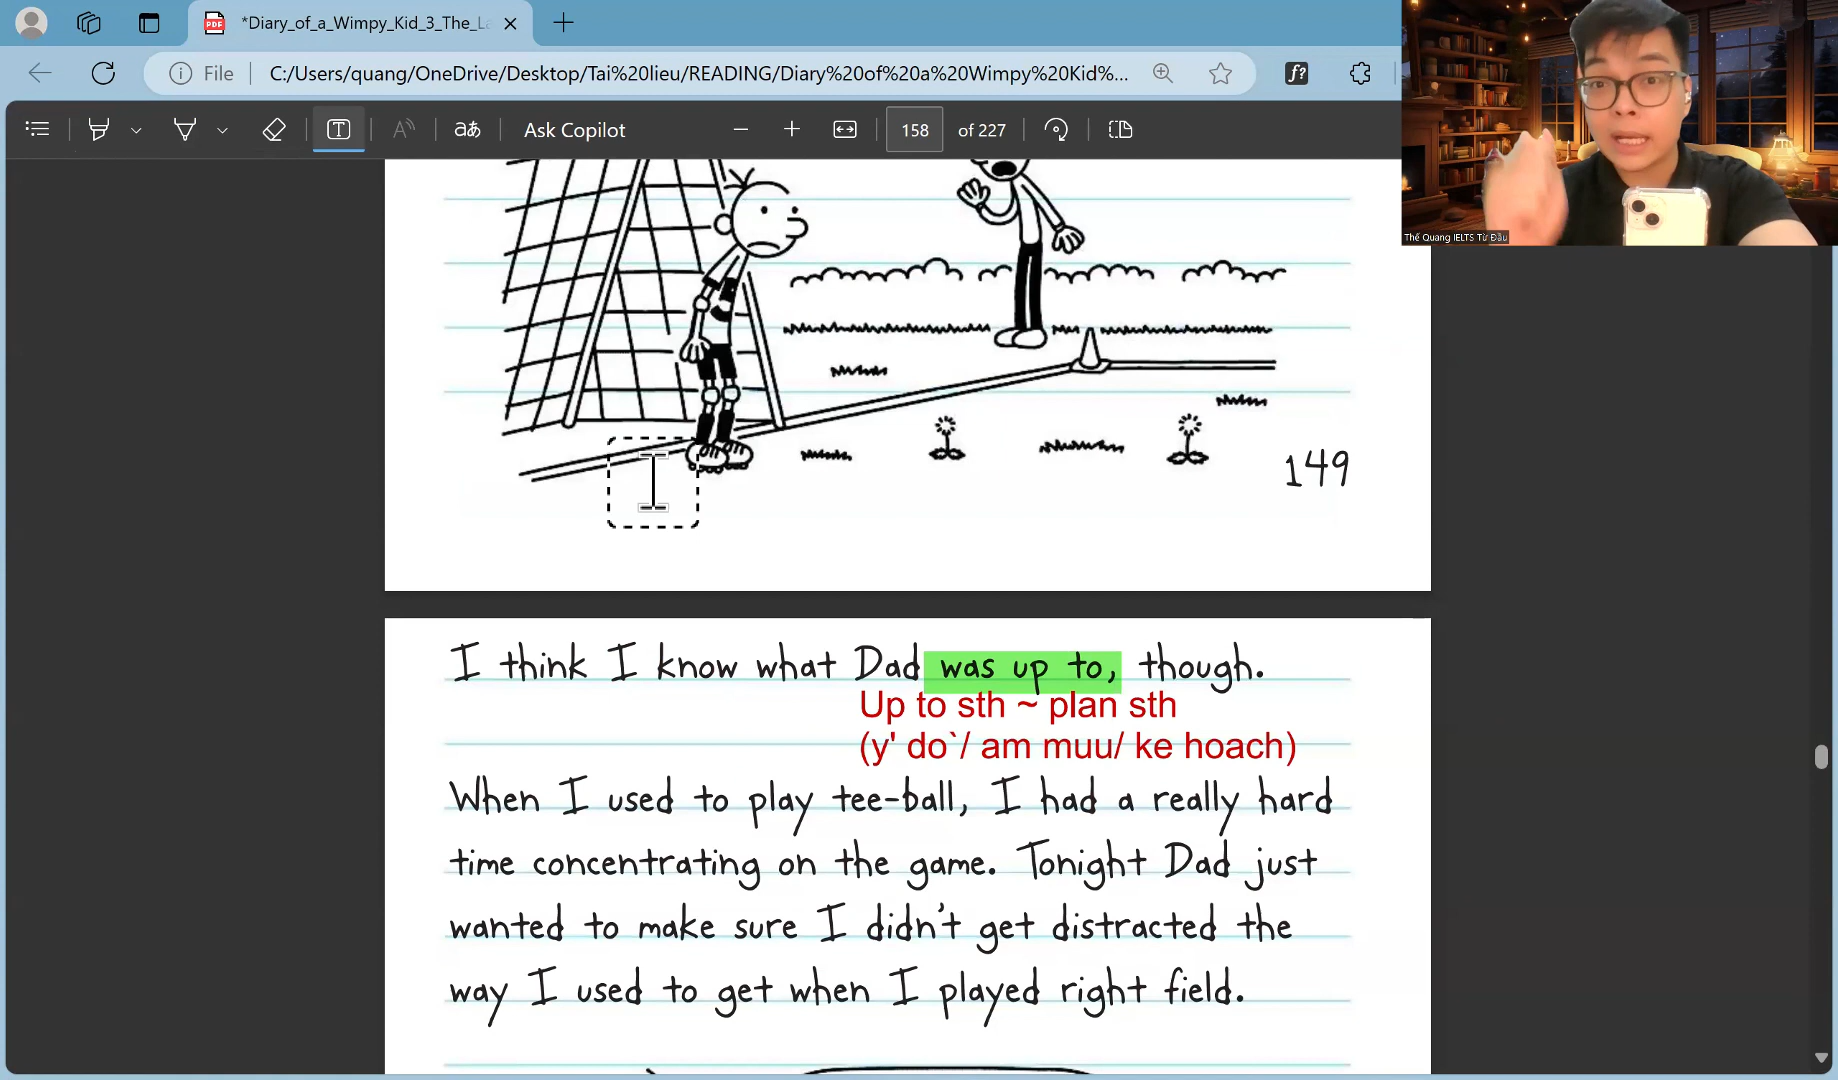 *Diary_of_a_Wimpy_Kid_3_The_La
File
C:/Users/quang/OneDrive/Desktop/Tai%20lieu/READING/Diary%20of%20a%20Wimpy%20Kid%...
Ask Copilot
158 of 227
Thế Quang IELTS Từ Đầu
149
I think I know what Dad was up to, though.
Up to sth ~ plan sth
(y' do`/ am muu/ ke hoach)
When I used to play tee-ball, I had a really hard
time concentrating on the game. Tonight Dad just
wanted to make sure I didn't get distracted the
way I used to get when I played right field.